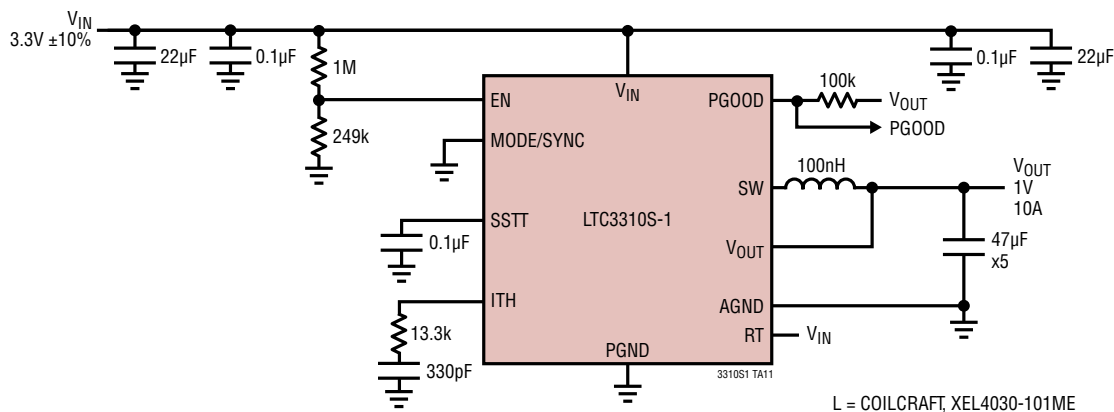 VIN
3.3V ±10%
22µF
0.1µF
1M
249k
0.1µF
22µF
VIN
EN
MODE/SYNC
SSTT
0.1µF
ITH
13.3k
330pF
LTC3310S-1
PGND
PGOOD
100k
VOUT
PGOOD
SW
100nH
VOUT
1V
10A
VOUT
47µF
x5
AGND
RT
VIN
3310S1 TA11
L = COILCRAFT, XEL4030-101ME